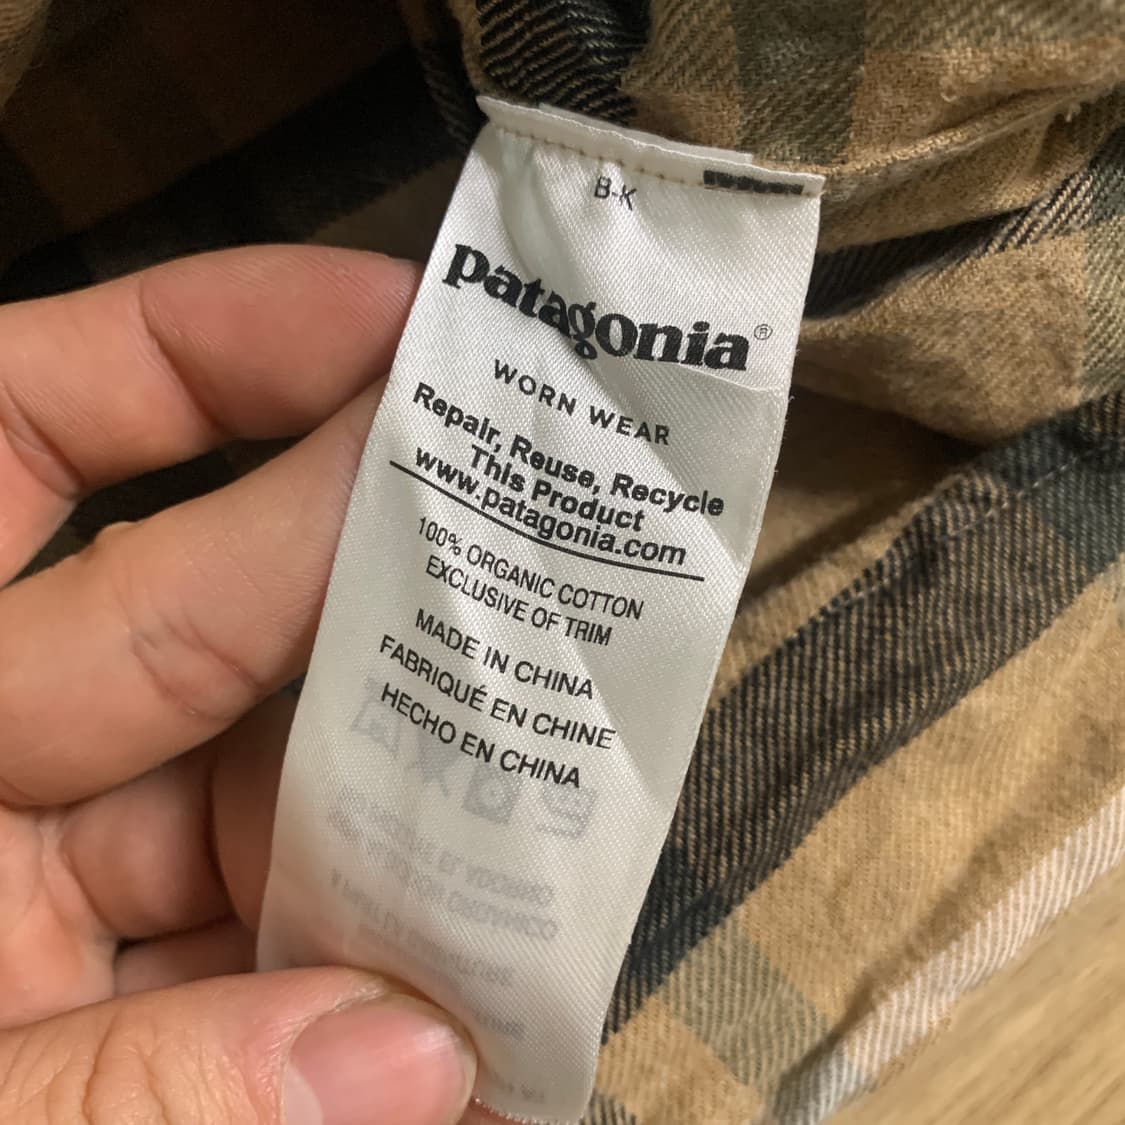 B-K
patagonia®
WORN WEAR
Repair, Reuse, Recycle
This Product
www.patagonia.com
100% ORGANIC COTTON
EXCLUSIVE OF TRIM
MADE IN CHINA
FABRIQUÉ EN CHINE
HECHO EN CHINA